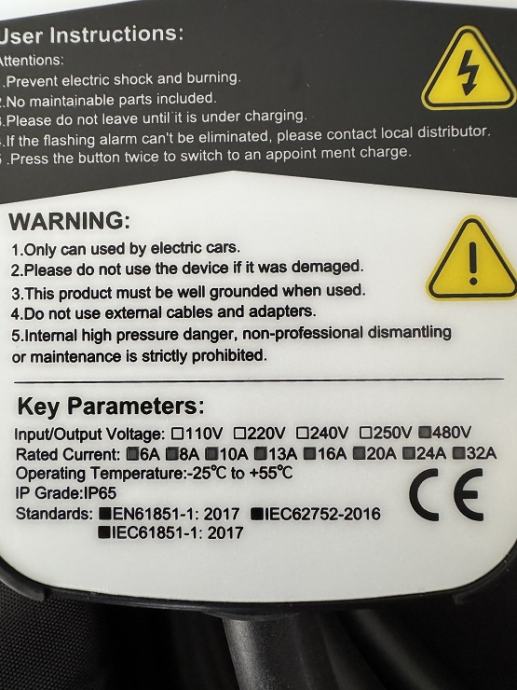 User Instructions:
Attentions:
.Prevent electric shock and burning.
.No maintainable parts included.
.Please do not leave until it is under charging.
.If the flashing alarm can't be eliminated, please contact local distributor.
.Press the button twice to switch to an appoint ment charge.
WARNING:
1.Only can used by electric cars.
2.Please do not use the device if it was damaged.
3.This product must be well grounded when used.
4.Do not use external cables and adapters.
5.Internal high pressure danger, non-professional dismantling
or maintenance is strictly prohibited.
Key Parameters:
Input/Output Voltage: □110V □220V □240V □250V ■480V
Rated Current: ■6A ■8A ■10A ■13A ■16A ■20A ■24A ■32A
Operating Temperature:-25℃ to +55℃
IP Grade:IP65
Standards: ■EN61851-1: 2017 ■IEC62752-2016
■IEC61851-1: 2017
CE